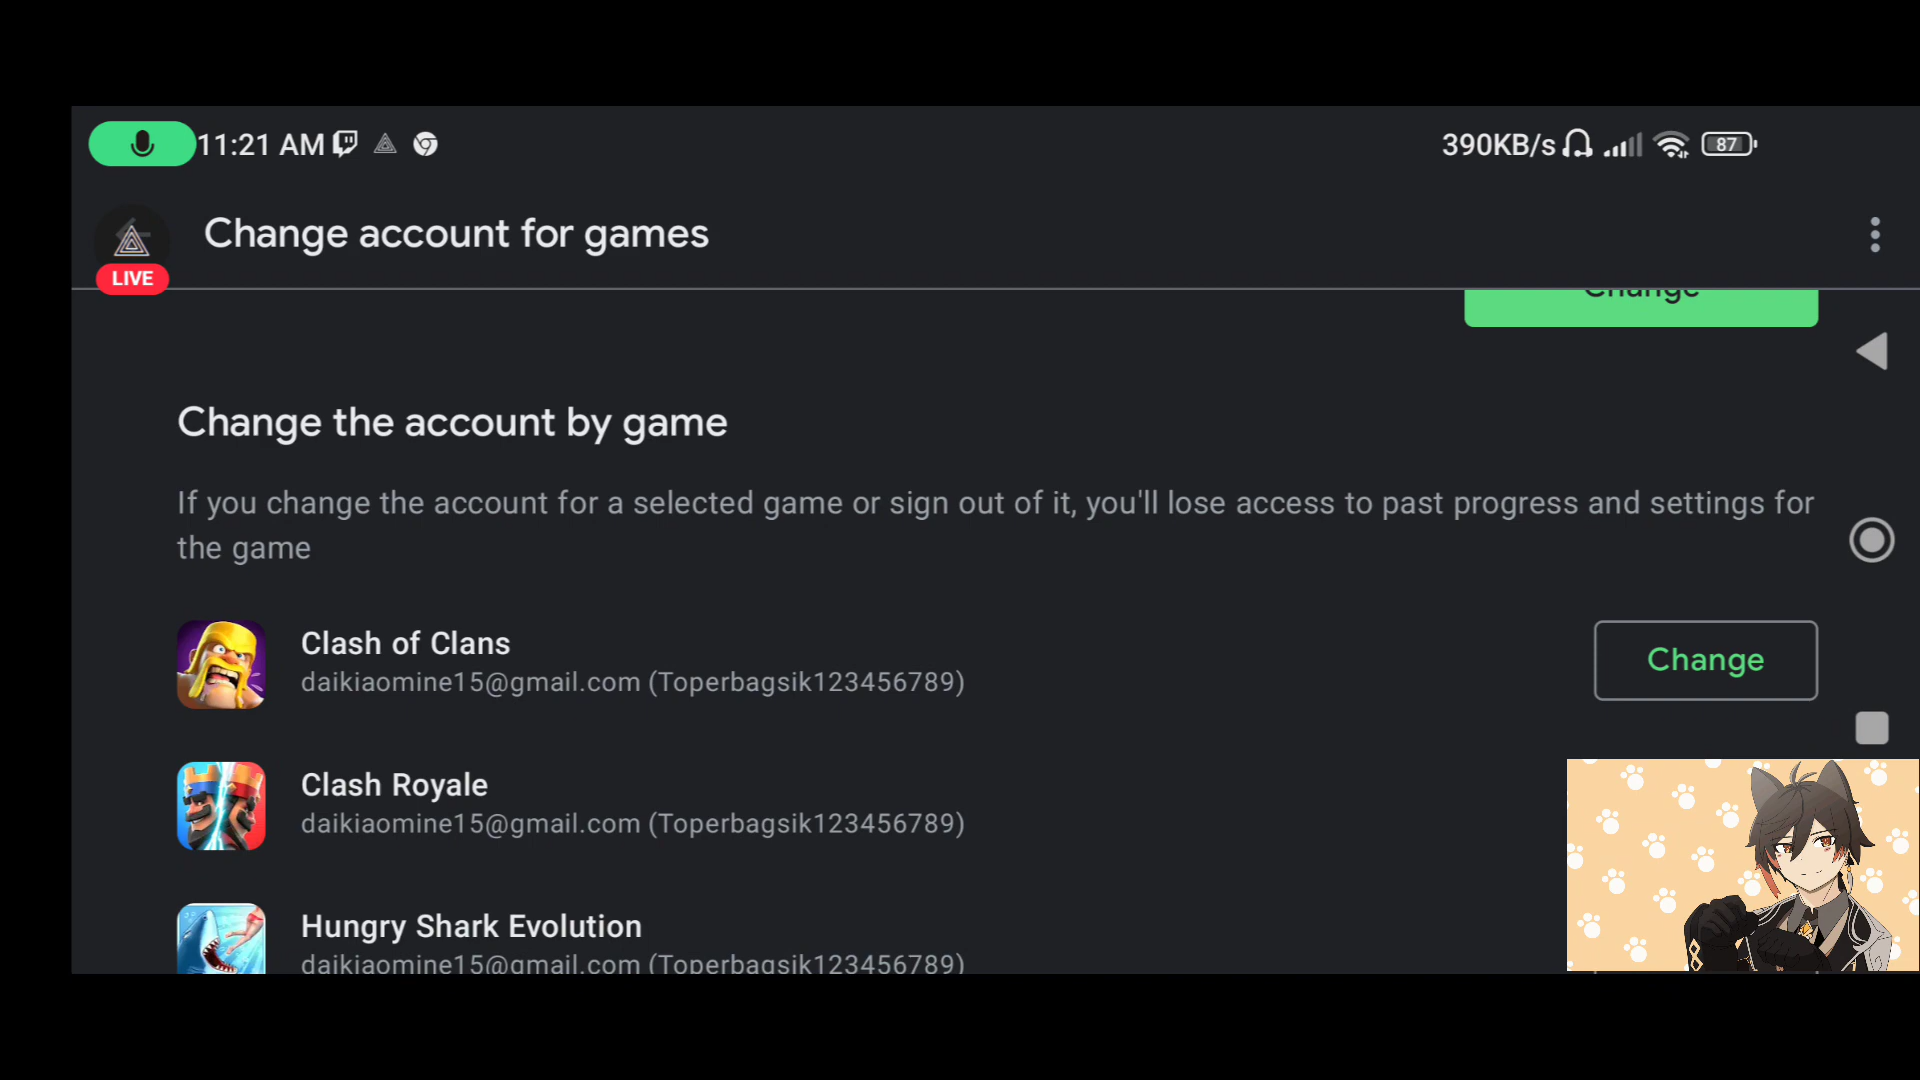 11:21 AM
390KB/s
87
Change account for games
LIVE
Change
Change the account by game
If you change the account for a selected game or sign out of it, you'll lose access to past progress and settings for
the game
Clash of Clans
daikiaomine15@gmail.com (Toperbagsik123456789)
Change
Clash Royale
daikiaomine15@gmail.com (Toperbagsik123456789)
Hungry Shark Evolution
daikiaomine15@gmail.com (Toperbagsik123456789)